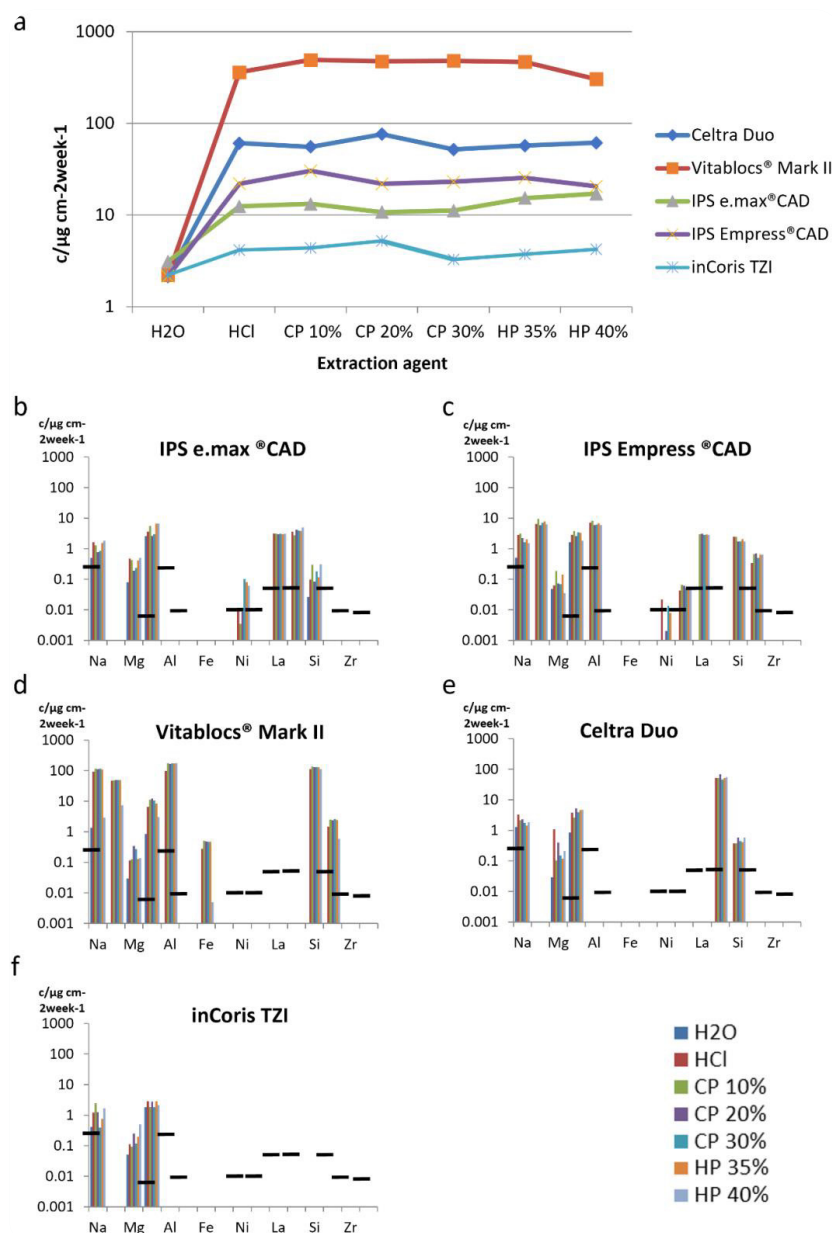 a
c/µg cm-2week-1
1000
100
10
1
H2O HCl CP 10% CP 20% CP 30% HP 35% HP 40%
Extraction agent
Celtra Duo
Vitablocs® Mark II
IPS e.max®CAD
IPS Empress®CAD
inCoris TZI
b
c/µg cm-
2week-1
IPS e.max ®CAD
1000
100
10
1
0.1
0.01
0.001
Na Mg Al Fe Ni La Si Zr
c
c/µg cm-
2week-1
IPS Empress ®CAD
1000
100
10
1
0.1
0.01
0.001
Na Mg Al Fe Ni La Si Zr
d
c/µg cm-
2week-1
Vitablocs® Mark II
1000
100
10
1
0.1
0.01
0.001
Na Mg Al Fe Ni La Si Zr
e
c/µg cm-
2week-1
Celtra Duo
1000
100
10
1
0.1
0.01
0.001
Na Mg Al Fe Ni La Si Zr
f
c/µg cm-
2week-1
inCoris TZI
1000
100
10
1
0.1
0.01
0.001
Na Mg Al Fe Ni La Si Zr
H2O
HCl
CP 10%
CP 20%
CP 30%
HP 35%
HP 40%